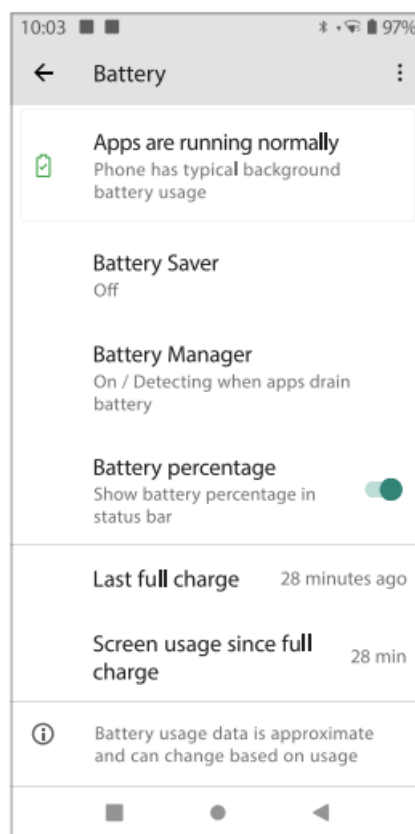 10:03 97%
Battery
Apps are running normally
Phone has typical background
battery usage
Battery Saver
Off
Battery Manager
On / Detecting when apps drain
battery
Battery percentage
Show battery percentage in
status bar
Last full charge 28 minutes ago
Screen usage since full
charge 28 min
Battery usage data is approximate
and can change based on usage